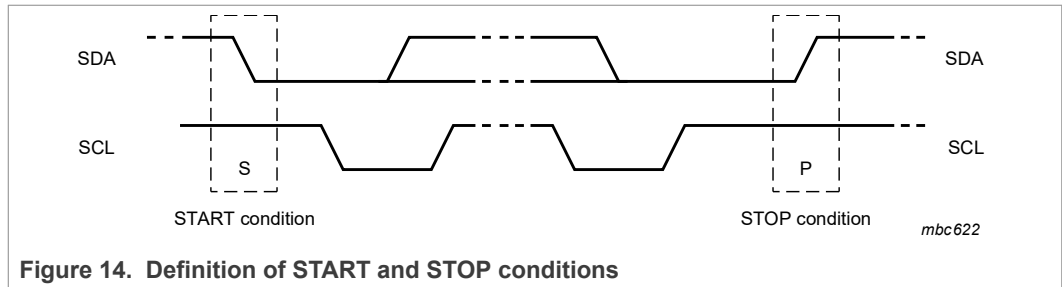 SDA
SDA
SCL
SCL
S
P
START condition
STOP condition
mbc622
Figure 14. Definition of START and STOP conditions